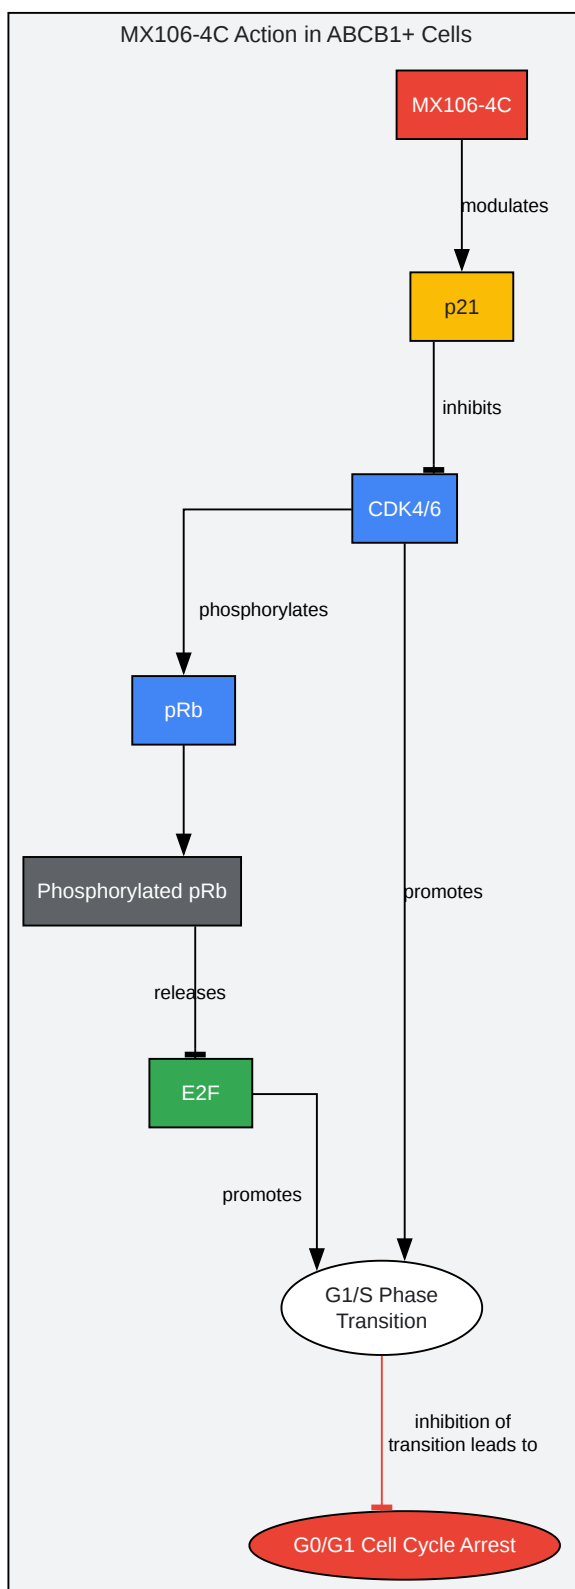 MX106-4C Action in ABCB1+ Cells
MX106-4C
modulates
p21
inhibits
CDK4/6
phosphorylates
pRb
Phosphorylated pRb
promotes
releases
E2F
promotes
G1/S Phase
Transition
inhibition of
transition leads to
G0/G1 Cell Cycle Arrest